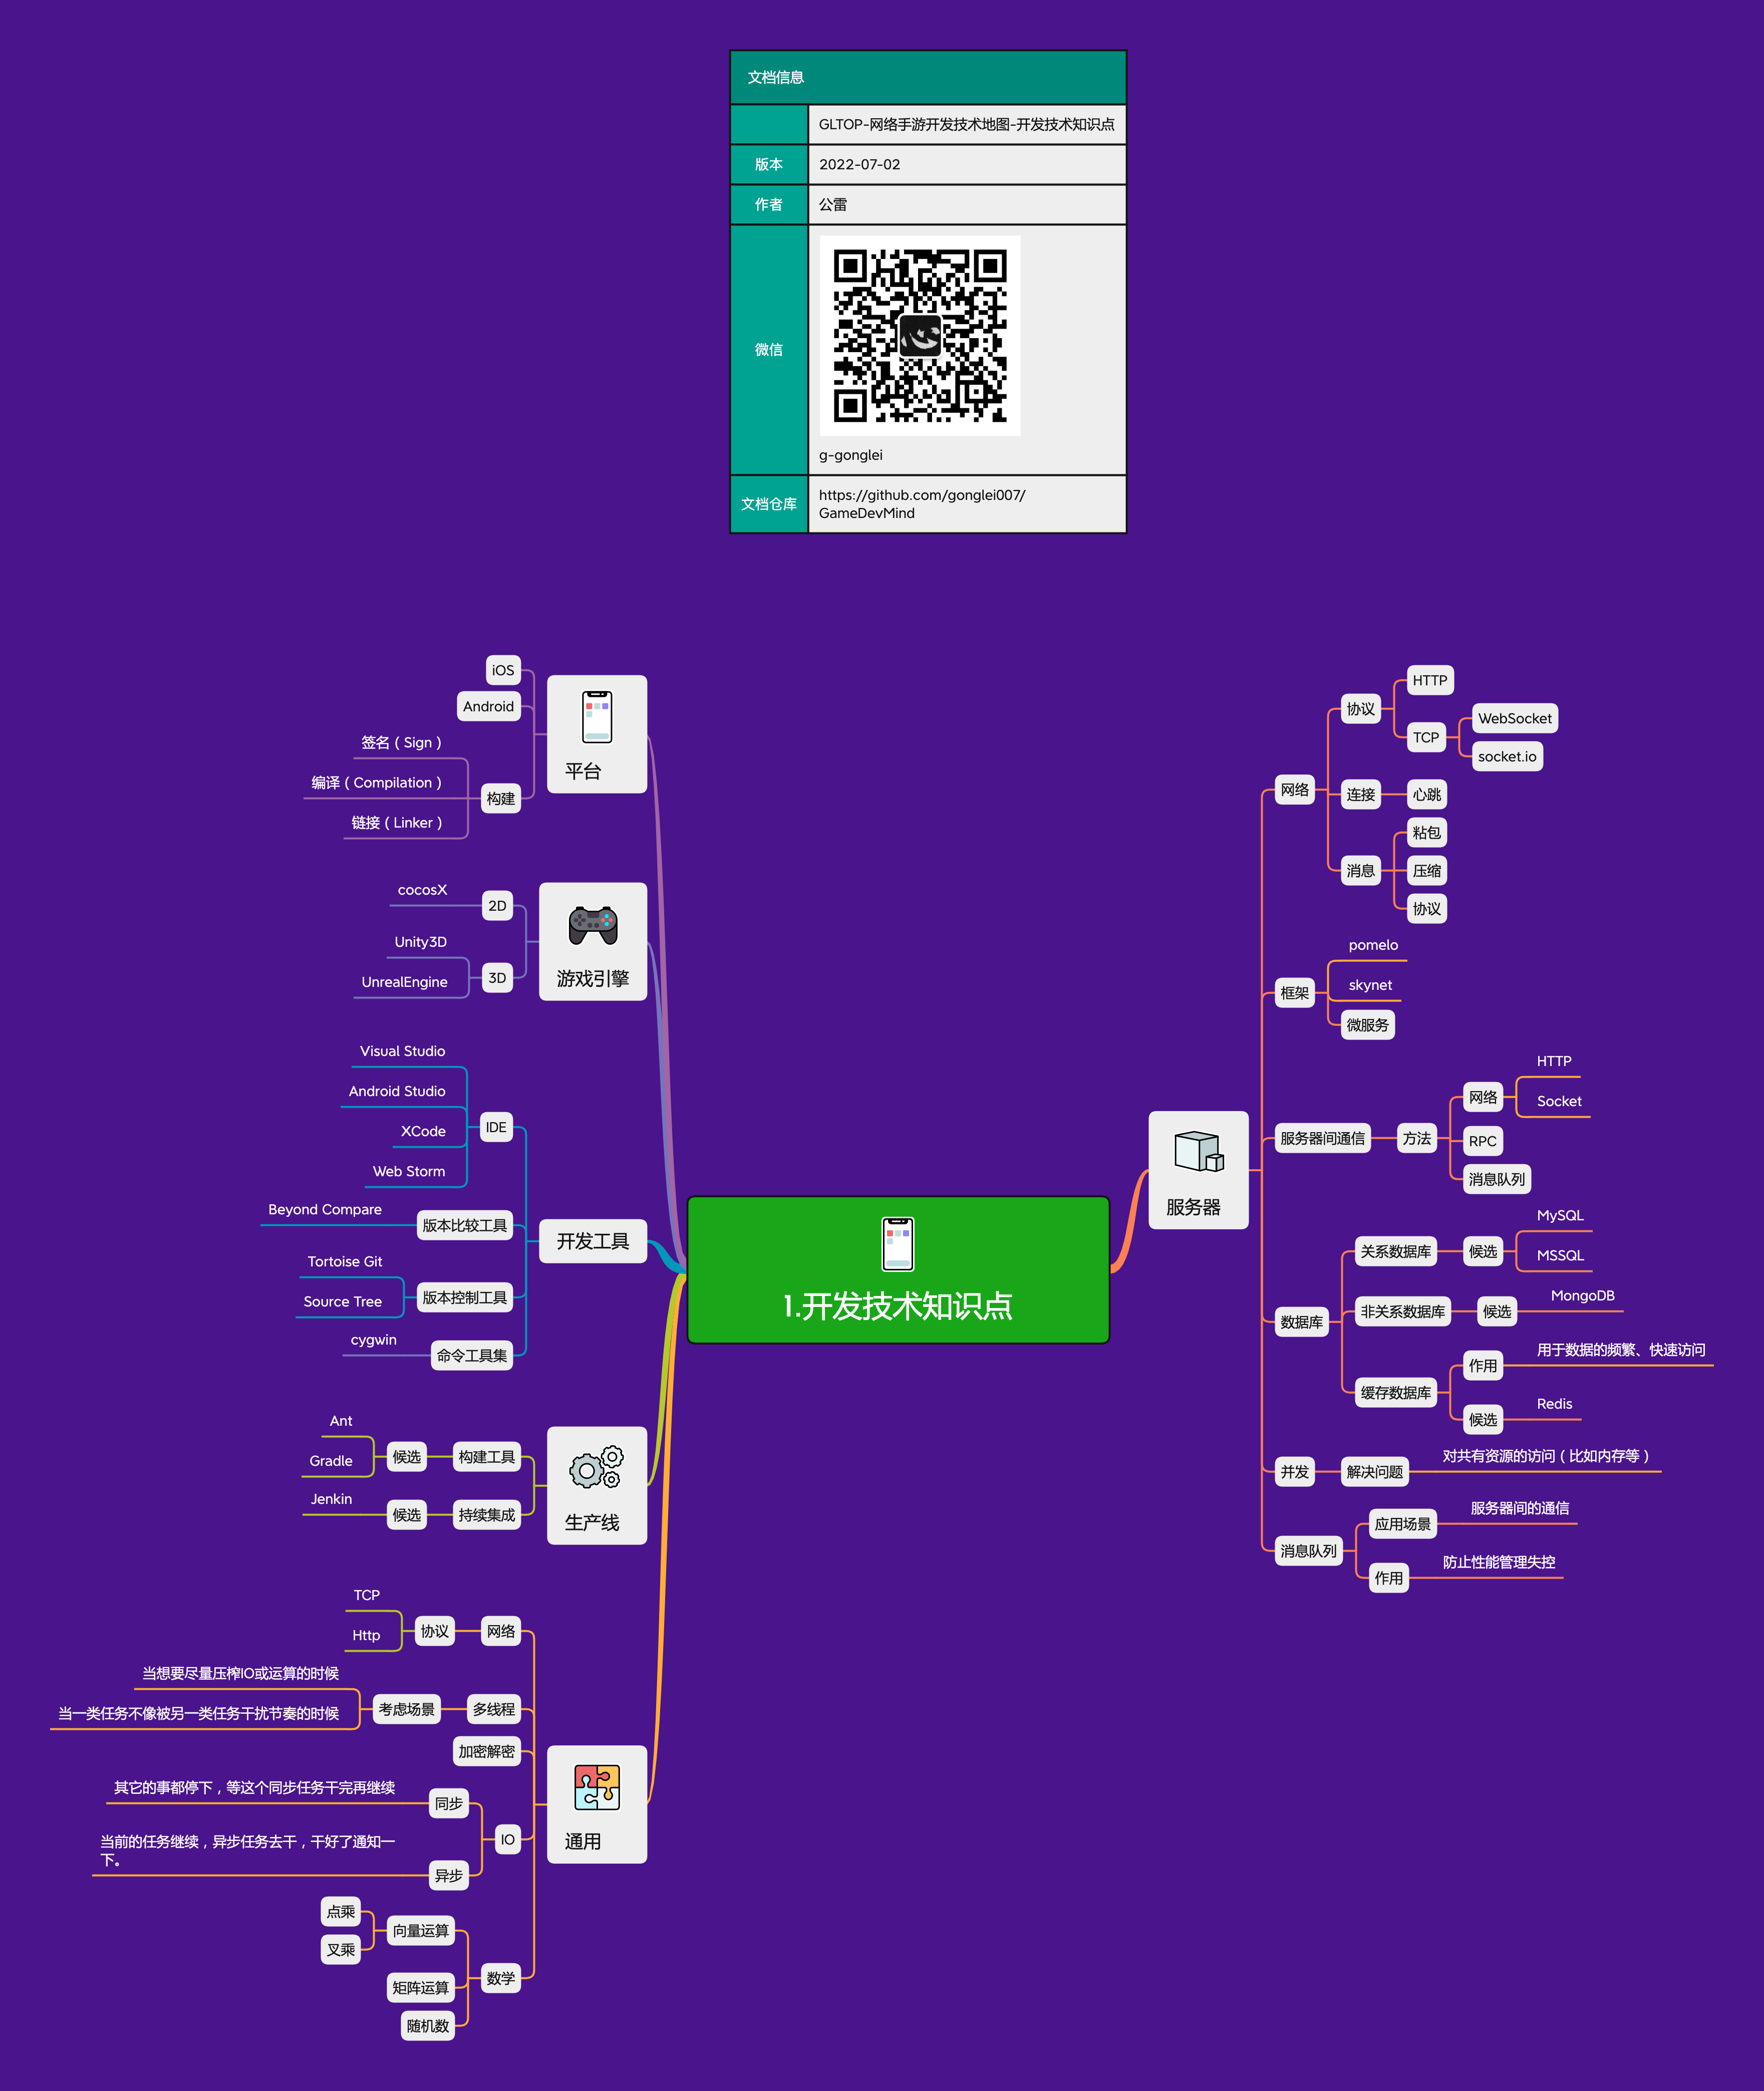 文档信息
GLTOP-网络手游开发技术地图-开发技术知识点
版本
2022-07-02
作者
公雷
微信
g-gonglei
文档仓库
https://github.com/gonglei007/
GameDevMind
1.开发技术知识点
平台
iOS
Android
构建
签名（Sign）
编译（Compilation）
链接（Linker）
游戏引擎
2D
cocosX
3D
Unity3D
UnrealEngine
开发工具
IDE
Visual Studio
Android Studio
XCode
Web Storm
版本比较工具
Beyond Compare
版本控制工具
Tortoise Git
Source Tree
命令工具集
cygwin
生产线
构建工具
候选
Ant
Gradle
持续集成
候选
Jenkin
通用
网络
协议
TCP
Http
多线程
考虑场景
当想要尽量压榨IO或运算的时候
当一类任务不像被另一类任务干扰节奏的时候
加密解密
IO
同步
其它的事都停下，等这个同步任务干完再继续
异步
当前的任务继续，异步任务去干，干好了通知一
下。
数学
向量运算
点乘
叉乘
矩阵运算
随机数
服务器
网络
协议
HTTP
TCP
WebSocket
socket.io
连接
心跳
消息
粘包
压缩
协议
框架
pomelo
skynet
微服务
服务器间通信
方法
网络
HTTP
Socket
RPC
消息队列
数据库
关系数据库
候选
MySQL
MSSQL
非关系数据库
候选
MongoDB
缓存数据库
作用
用于数据的频繁、快速访问
候选
Redis
并发
解决问题
对共有资源的访问（比如内存等）
消息队列
应用场景
服务器间的通信
作用
防止性能管理失控